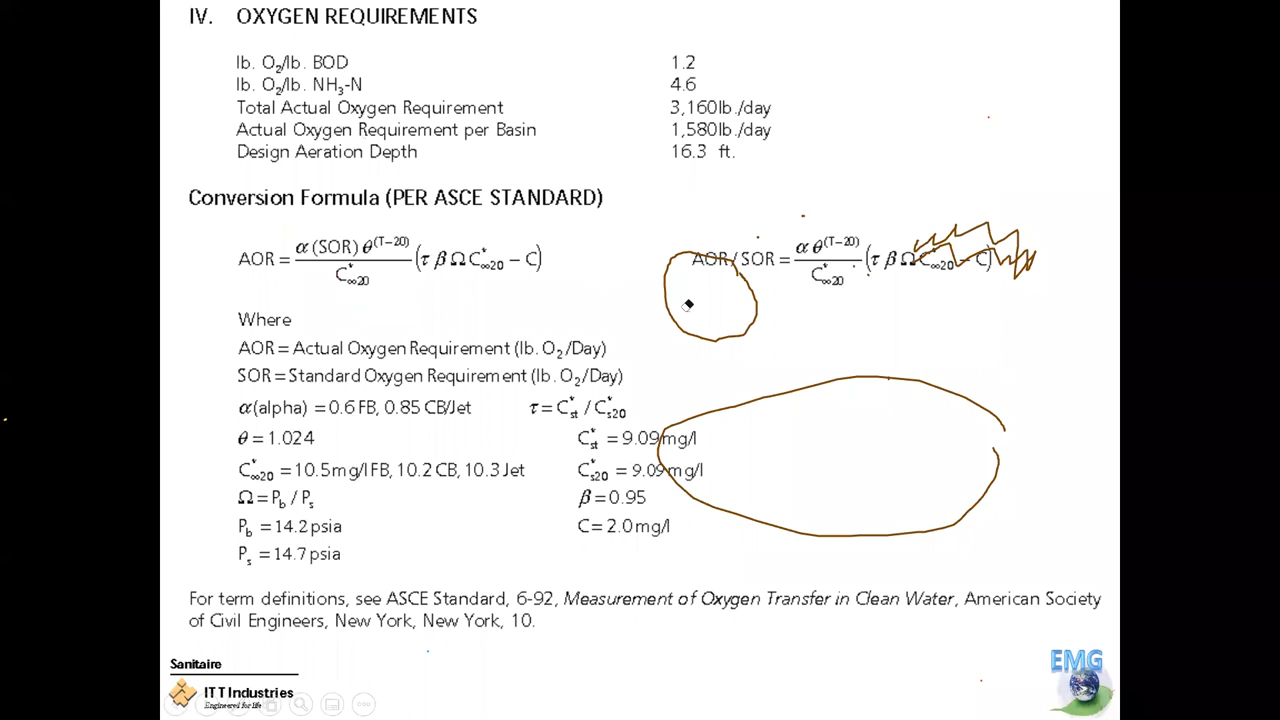 IV. OXYGEN REQUIREMENTS
lb. O₂/lb. BOD 1.2
lb. O₂/lb. NH₃-N 4.6
Total Actual Oxygen Requirement 3,160lb./day
Actual Oxygen Requirement per Basin 1,580lb./day
Design Aeration Depth 16.3 ft.
Conversion Formula (PER ASCE STANDARD)
AOR = α (SOR) θ^(T-20) / C*∞20 (τ β Ω C*∞20 – C) AOR/SOR = α θ^(T-20) / C*∞20 (τ β Ω C*∞20 – C)
Where
AOR = Actual Oxygen Requirement (lb. O₂/Day)
SOR = Standard Oxygen Requirement (lb. O₂/Day)
α(alpha) = 0.6 FB, 0.85 CB/Jet τ = C*st / C*s20
θ = 1.024 C*st = 9.09mg/l
C*∞20 = 10.5mg/l FB, 10.2 CB, 10.3 Jet C*s20 = 9.09mg/l
Ω = Pb / Ps β = 0.95
Pb = 14.2 psia C = 2.0 mg/l
Ps = 14.7 psia
For term definitions, see ASCE Standard, 6-92, Measurement of Oxygen Transfer in Clean Water, American Society
of Civil Engineers, New York, New York, 10.
Sanitaire
ITT Industries
Engineered for life
EMG